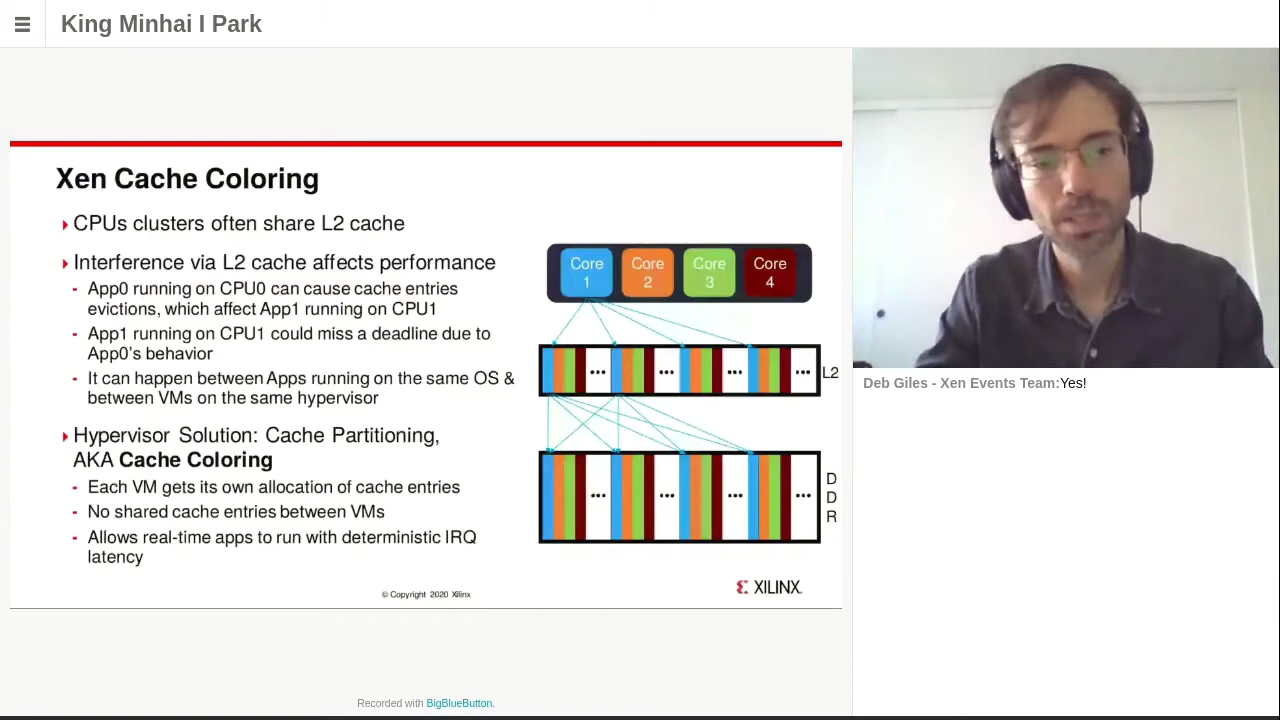 King Minhai I Park
Xen Cache Coloring
CPUs clusters often share L2 cache
Interference via L2 cache affects performance
- App0 running on CPU0 can cause cache entries
evictions, which affect App1 running on CPU1
- App1 running on CPU1 could miss a deadline due to
App0's behavior
- It can happen between Apps running on the same OS &
between VMs on the same hypervisor
Hypervisor Solution: Cache Partitioning,
AKA Cache Coloring
- Each VM gets its own allocation of cache entries
- No shared cache entries between VMs
- Allows real-time apps to run with deterministic IRQ
latency
Core 1
Core 2
Core 3
Core 4
... ... ... ... L2
... ... ... ... DDR
© Copyright 2020 Xilinx
XILINX.
Deb Giles - Xen Events Team:Yes!
Recorded with BigBlueButton.